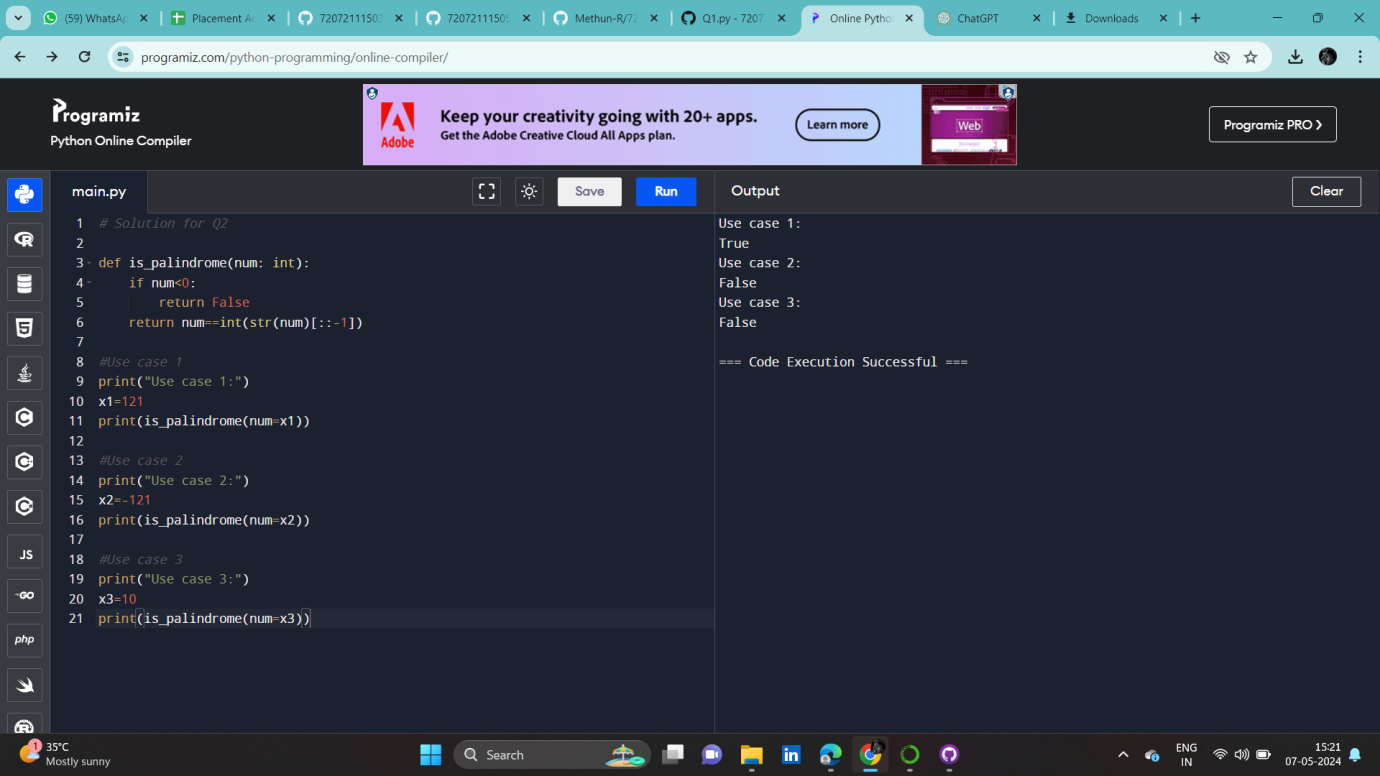 (59) WhatsA
Placement Ac
72072111503
72072111505
Methun-R/72
Q1.py - 7207
Online Pytho
ChatGPT
Downloads
programiz.com/python-programming/online-compiler/
Programiz
Python Online Compiler
Adobe
Keep your creativity going with 20+ apps.
Get the Adobe Creative Cloud All Apps plan.
Learn more
Web
Programiz PRO
main.py
Save
Run
Output
Clear
1 # Solution for Q2
2
3 def is_palindrome(num: int):
4 if num<0:
5 return False
6 return num==int(str(num)[::-1])
7
8 #Use case 1
9 print("Use case 1:")
10 x1=121
11 print(is_palindrome(num=x1))
12
13 #Use case 2
14 print("Use case 2:")
15 x2=-121
16 print(is_palindrome(num=x2))
17
18 #Use case 3
19 print("Use case 3:")
20 x3=10
21 print(is_palindrome(num=x3))
Use case 1:
True
Use case 2:
False
Use case 3:
False
=== Code Execution Successful ===
JS
GO
php
1
35°C
Mostly sunny
Search
ENG
IN
15:21
07-05-2024